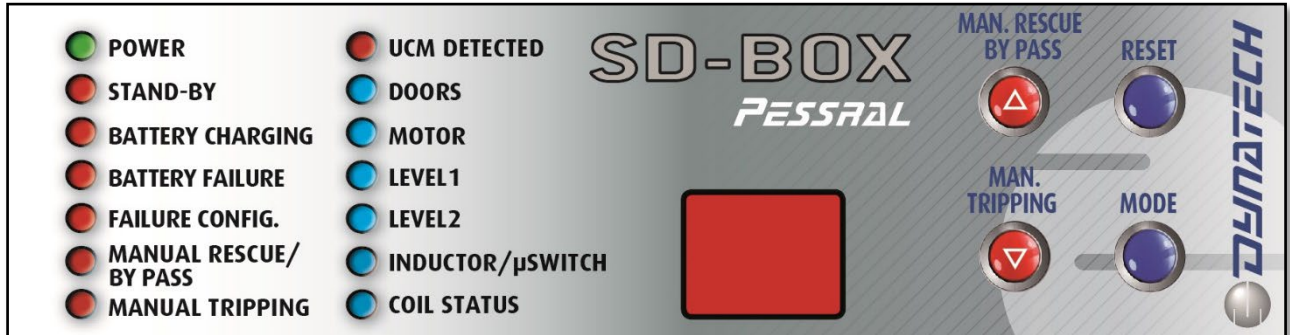 POWER
STAND-BY
BATTERY CHARGING
BATTERY FAILURE
FAILURE CONFIG.
MANUAL RESCUE/
BY PASS
MANUAL TRIPPING
UCM DETECTED
DOORS
MOTOR
LEVEL1
LEVEL2
INDUCTOR/µSWITCH
COIL STATUS
SD-BOX
PESSRAL
MAN. RESCUE
BY PASS
RESET
MAN.
TRIPPING
MODE
DYNATECH